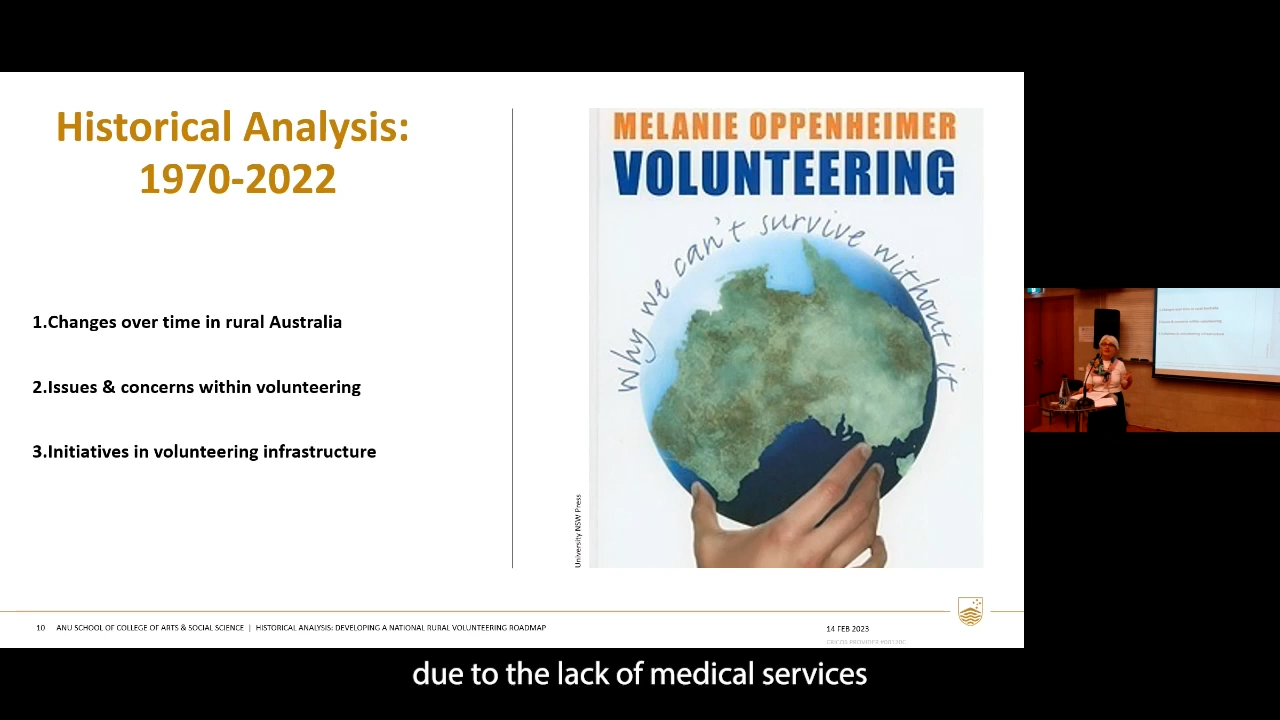 Historical Analysis:
1970-2022
1.Changes over time in rural Australia
2.Issues & concerns within volunteering
3.Initiatives in volunteering infrastructure
MELANIE OPPENHEIMER
VOLUNTEERING
why we can't survive without it
University NSW Press
10 ANU SCHOOL OF COLLEGE OF ARTS & SOCIAL SCIENCE | HISTORICAL ANALYSIS: DEVELOPING A NATIONAL RURAL VOLUNTEERING ROADMAP
14 FEB 2023
CRICOS PROVIDER #00120C
due to the lack of medical services